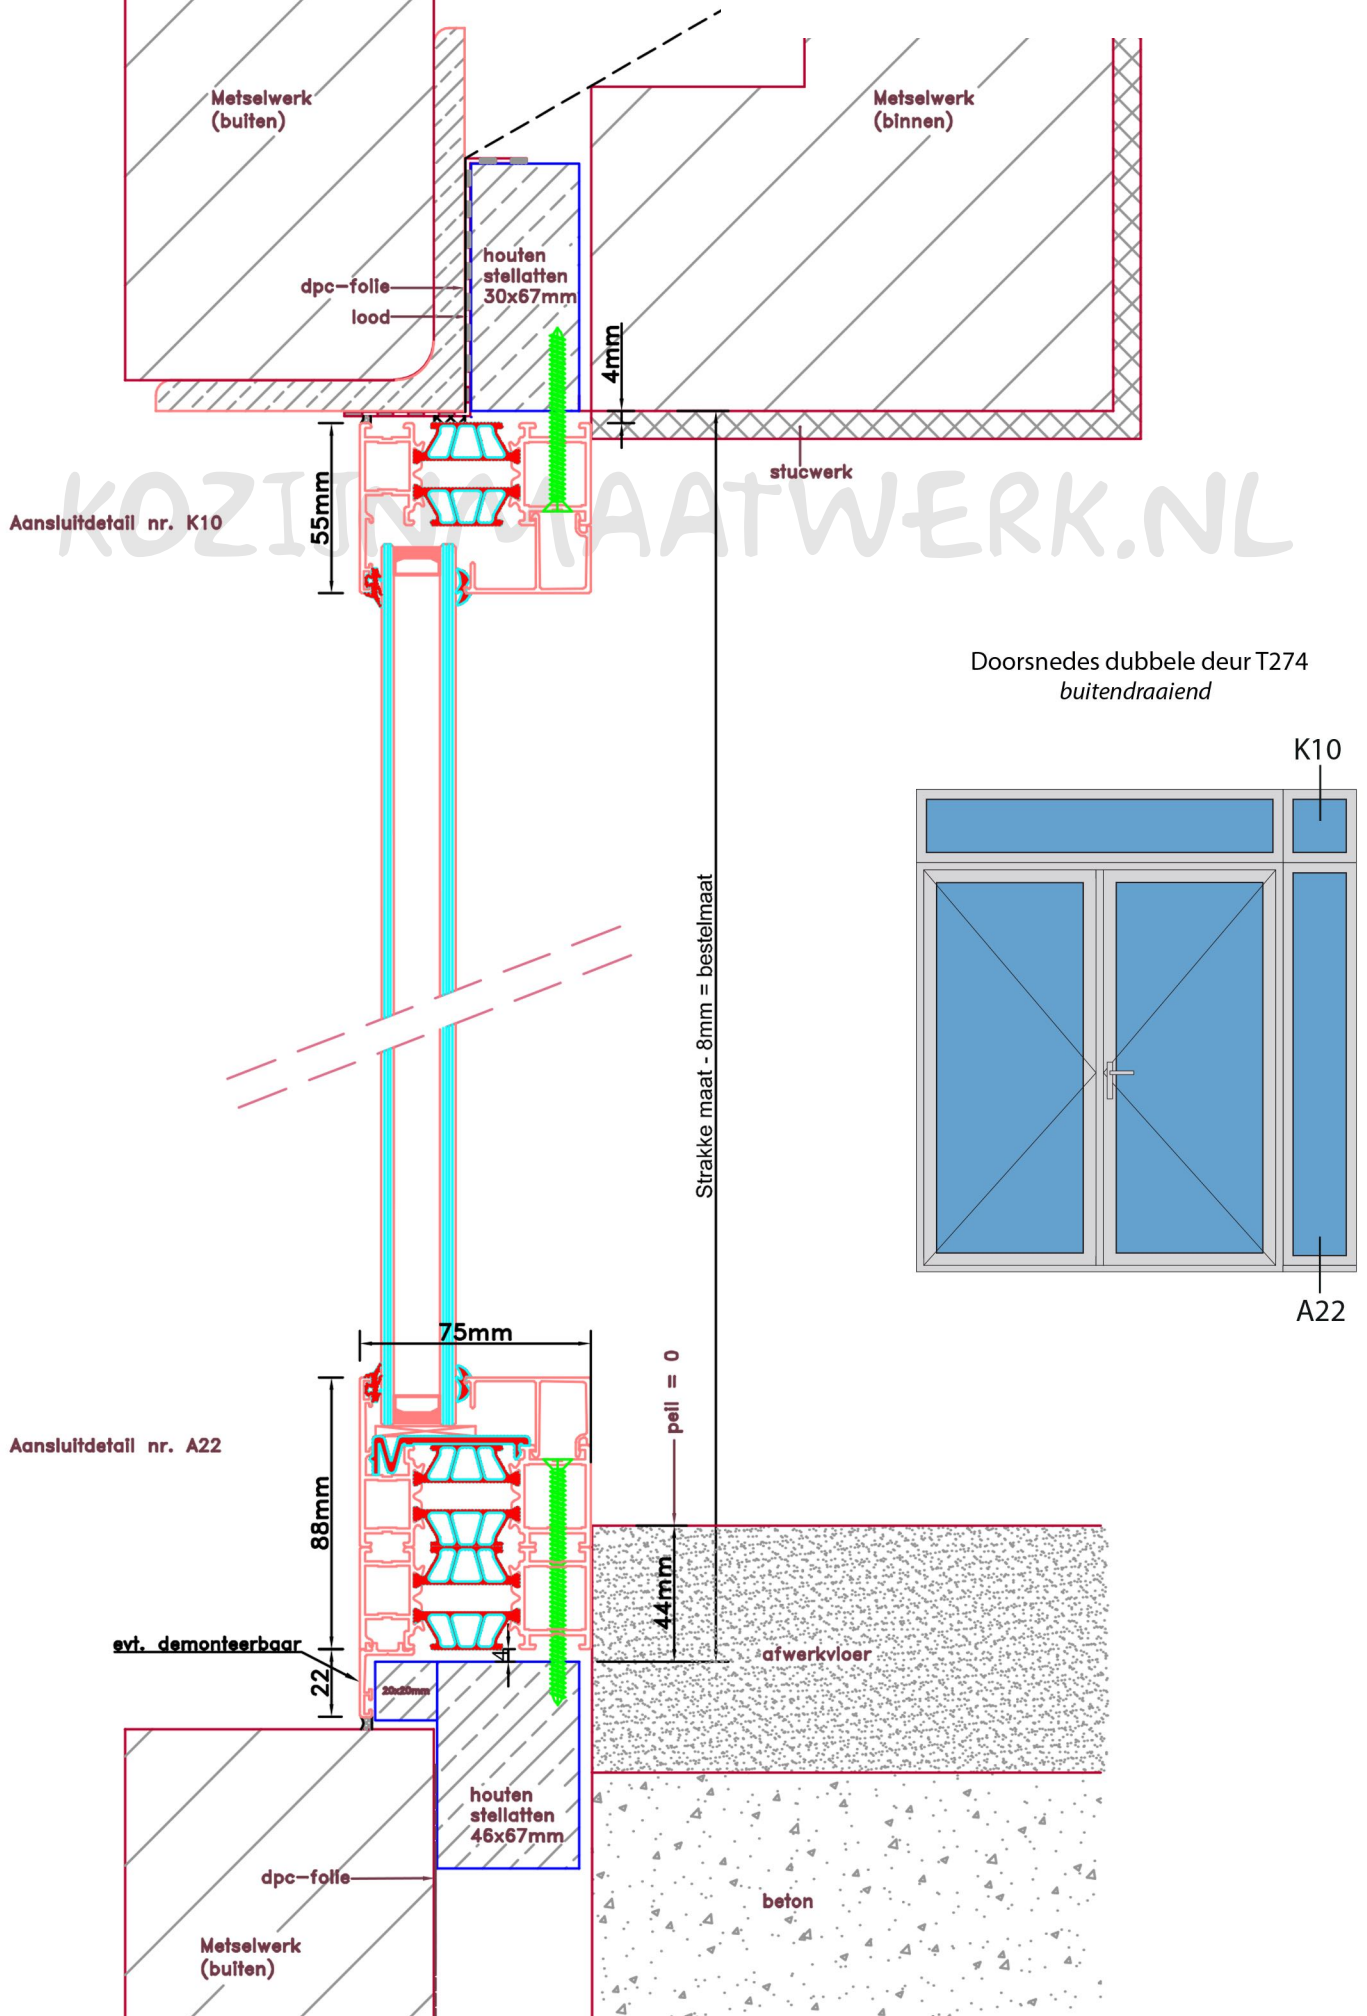 Metselwerk
(buiten)
Metselwerk
(binnen)
houten
stellatten
30x67mm
dpc-folie
lood
4mm
stucwerk
KOZIJNMAATWERK.NL
Aansluitdetail nr. K10
55mm
Doorsnedes dubbele deur T274
buitendraaiend
K10
Strakke maat - 8mm = bestelmaat
A22
75mm
peil = 0
Aansluitdetail nr. A22
88mm
44mm
evt. demonteerbaar
4
afwerkvloer
22
20x20mm
houten
stellatten
46x67mm
dpc-folie
beton
Metselwerk
(buiten)